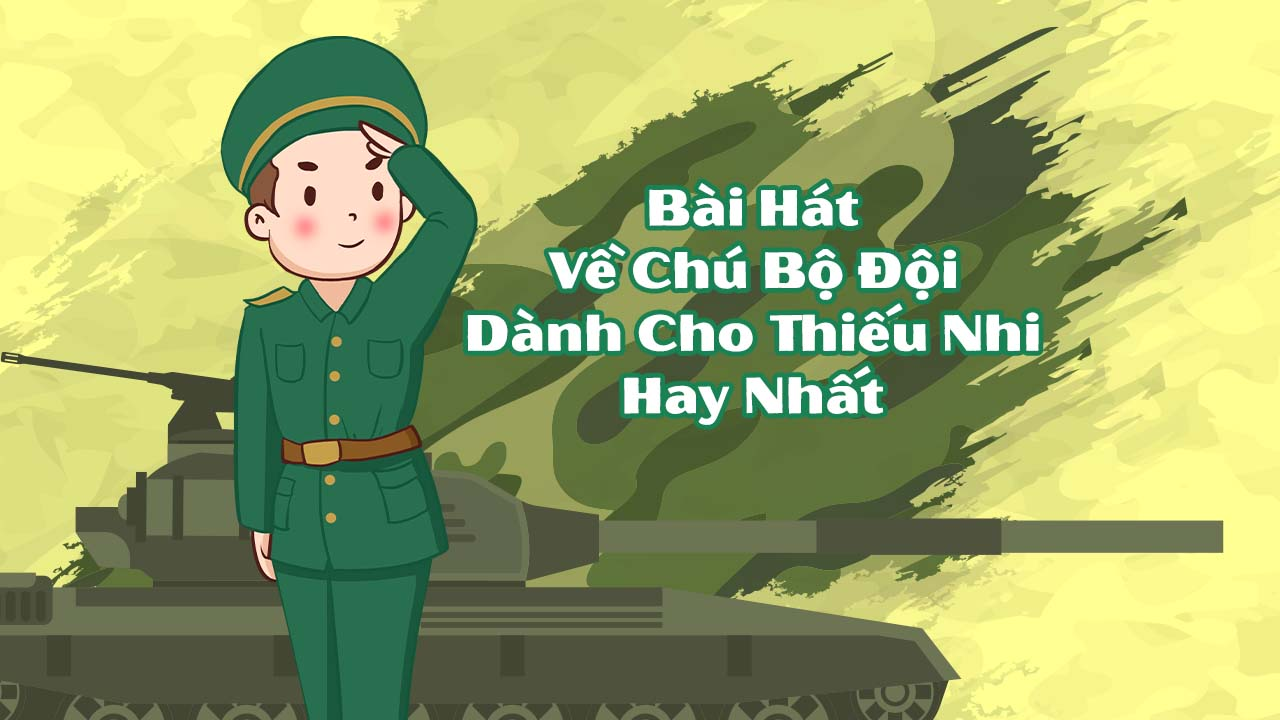 Bài Hát
Về Chú Bộ Đội
Dành Cho Thiếu Nhi
Hay Nhất